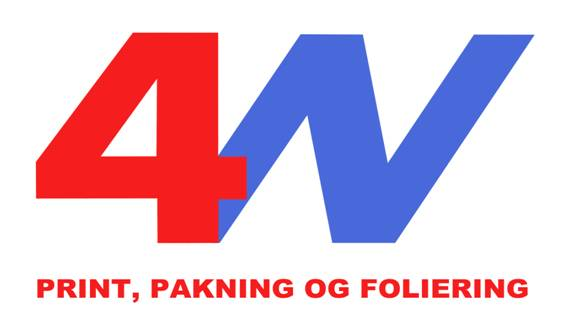 4N
PRINT, PAKNING OG FOLIERING